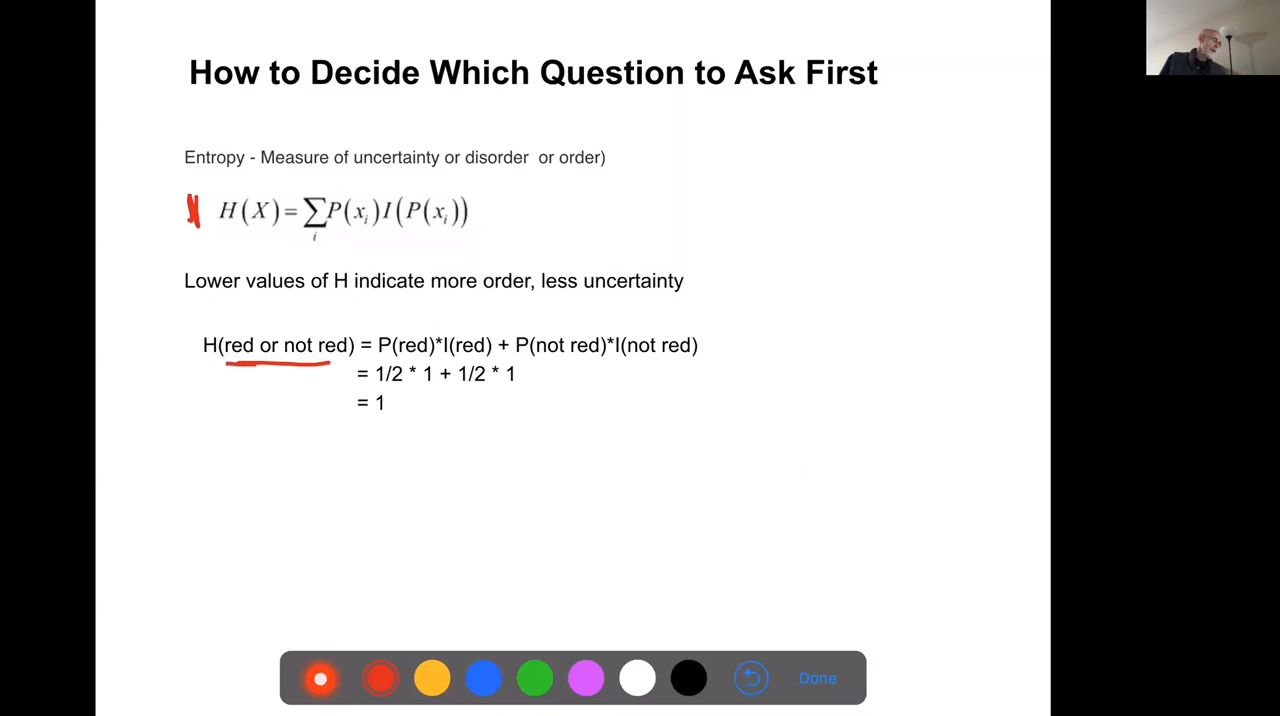 How to Decide Which Question to Ask First
Entropy - Measure of uncertainty or disorder or order)
H(X) = ∑P(xᵢ)I(P(xᵢ))
i
Lower values of H indicate more order, less uncertainty
H(red or not red) = P(red)*I(red) + P(not red)*I(not red)
= 1/2 * 1 + 1/2 * 1
= 1
Done